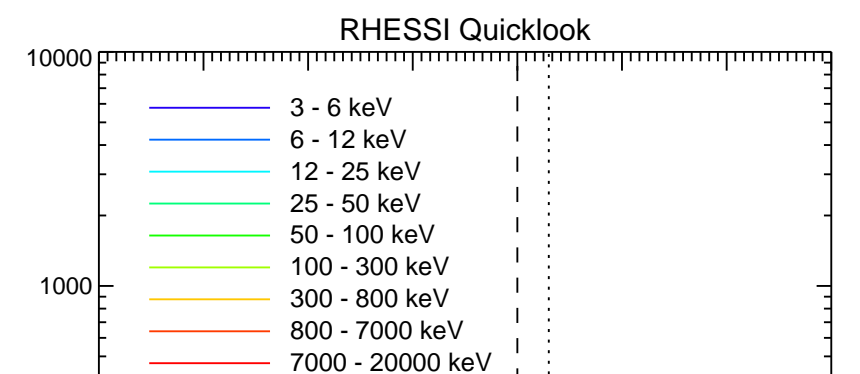 RHESSI Quicklook
10000
3 - 6 keV
6 - 12 keV
12 - 25 keV
25 - 50 keV
50 - 100 keV
100 - 300 keV
1000
300 - 800 keV
800 - 7000 keV
7000 - 20000 keV